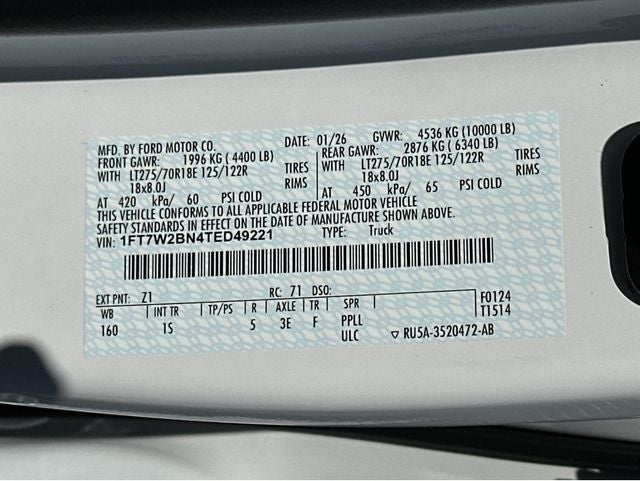 MFD. BY FORD MOTOR CO.
DATE: 01/26 GVWR: 4536 KG (10000 LB)
FRONT GAWR: 1996 KG ( 4400 LB) REAR GAWR: 2876 KG ( 6340 LB)
WITH LT275/70R18E 125/122R TIRES WITH LT275/70R18E 125/122R TIRES
18x8.0J RIMS 18x8.0J RIMS
AT 420 kPa/ 60 PSI COLD AT 450 kPa/ 65 PSI COLD
THIS VEHICLE CONFORMS TO ALL APPLICABLE FEDERAL MOTOR VEHICLE
SAFETY STANDARDS IN EFFECT ON THE DATE OF MANUFACTURE SHOWN ABOVE.
VIN: 1FT7W2BN4TED49221 TYPE: Truck
EXT PNT: Z1 RC: 71 DSO: F0124
WB INT TR TP/PS R AXLE TR SPR T1514
160 1S 5 3E F PPLL
ULC ▽ RU5A-3520472-AB